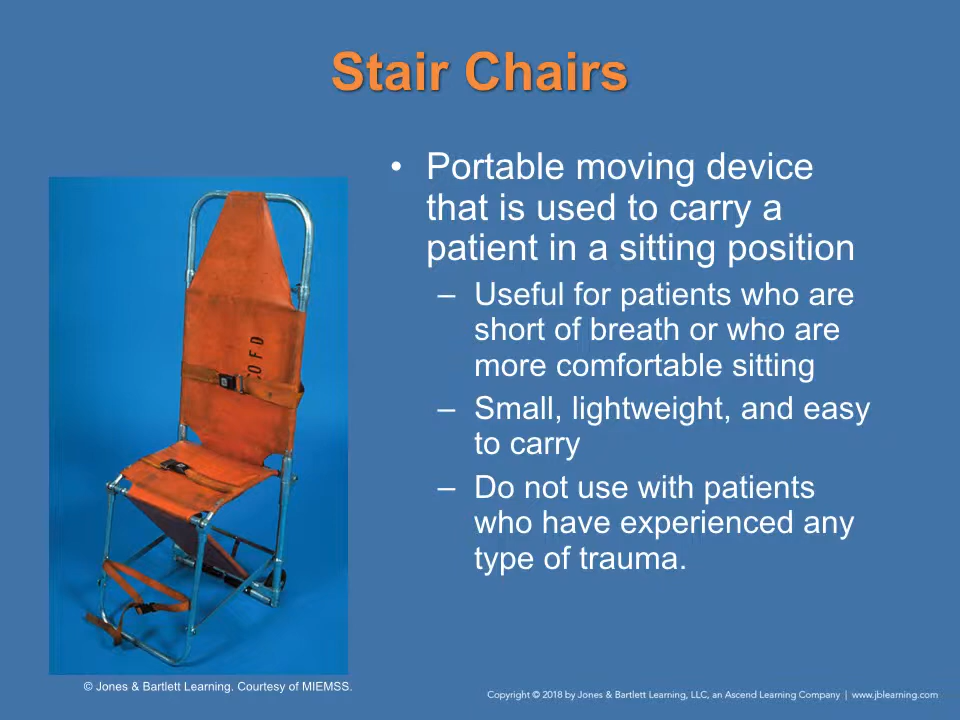 Stair Chairs
• Portable moving device
that is used to carry a
patient in a sitting position
– Useful for patients who are
short of breath or who are
more comfortable sitting
– Small, lightweight, and easy
to carry
– Do not use with patients
who have experienced any
type of trauma.
COFD
© Jones & Bartlett Learning. Courtesy of MIEMSS.
Copyright © 2018 by Jones & Bartlett Learning, LLC, an Ascend Learning Company | www.jblearning.com